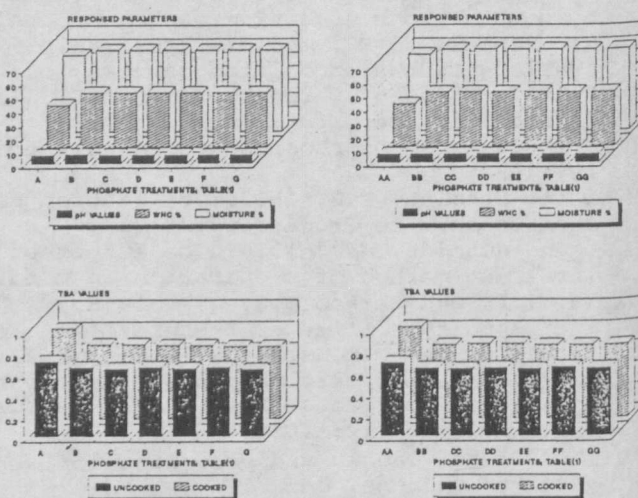 RESPONSED PARAMETERS
70
60
50
40
30
20
10
0
A B C D E F G
PHOSPHATE TREATMENTS, TABLE(1)
pH VALUES WHC % MOISTURE %
RESPONSED PARAMETERS
70
60
50
40
30
20
10
0
AA BB CC DD EE FF GG
PHOSPHATE TREATMENTS, TABLE(1)
pH VALUES WHC % MOISTURE %
TBA VALUES
1
0.8
0.6
0.4
0.2
0
A B C D E F G
PHOSPHATE TREATMENTS, TABLE(1)
UNCOOKED COOKED
TBA VALUES
1
0.8
0.6
0.4
0.2
0
AA BB CC DD EE FF GG
PHOSPHATE TREATMENTS, TABLE(1)
UNCOOKED COOKED